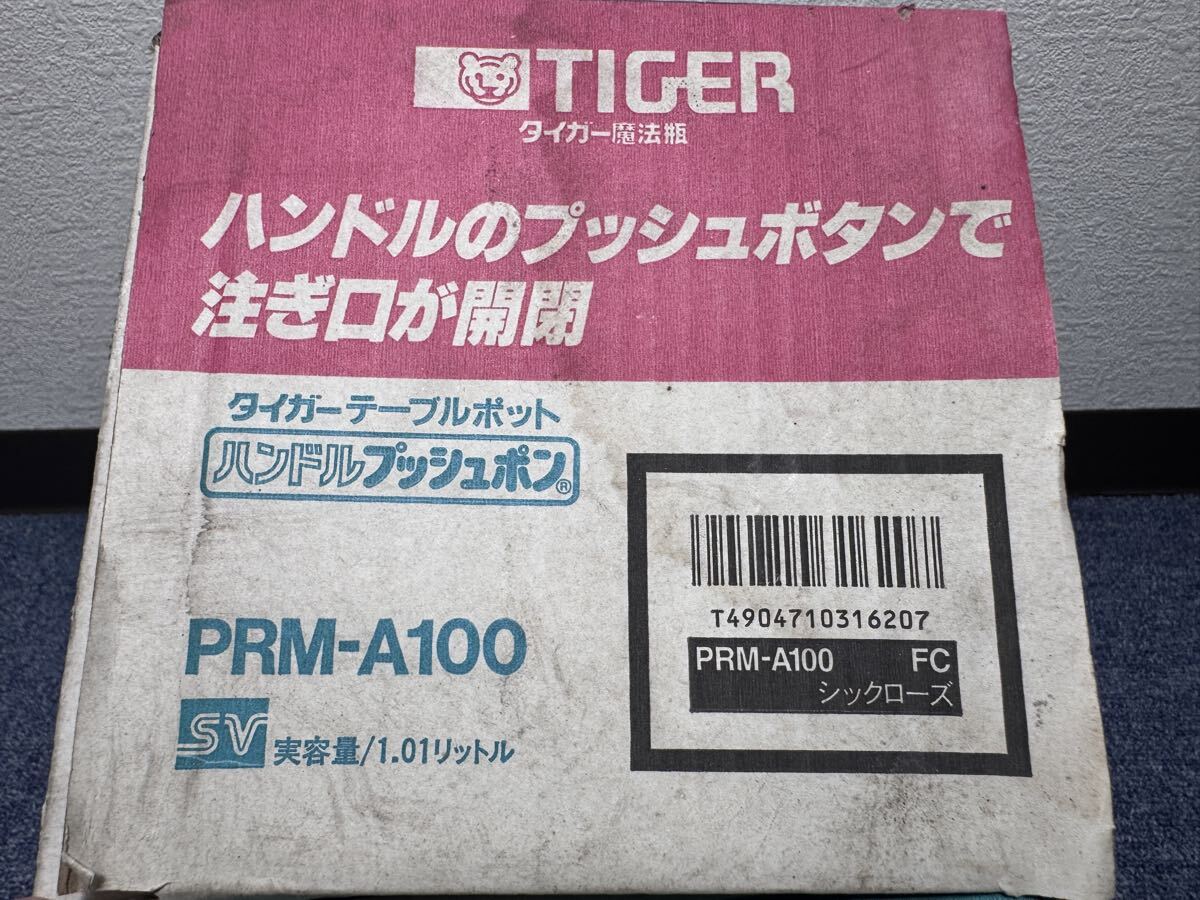 TIGER
タイガー魔法瓶
ハンドルのプッシュボタンで
注ぎ口が開閉
タイガーテーブルポット
ハンドルプッシュポン®
PRM-A100
SV 実容量/1.01リットル
T4904710316207
PRM-A100 FC
シックローズ